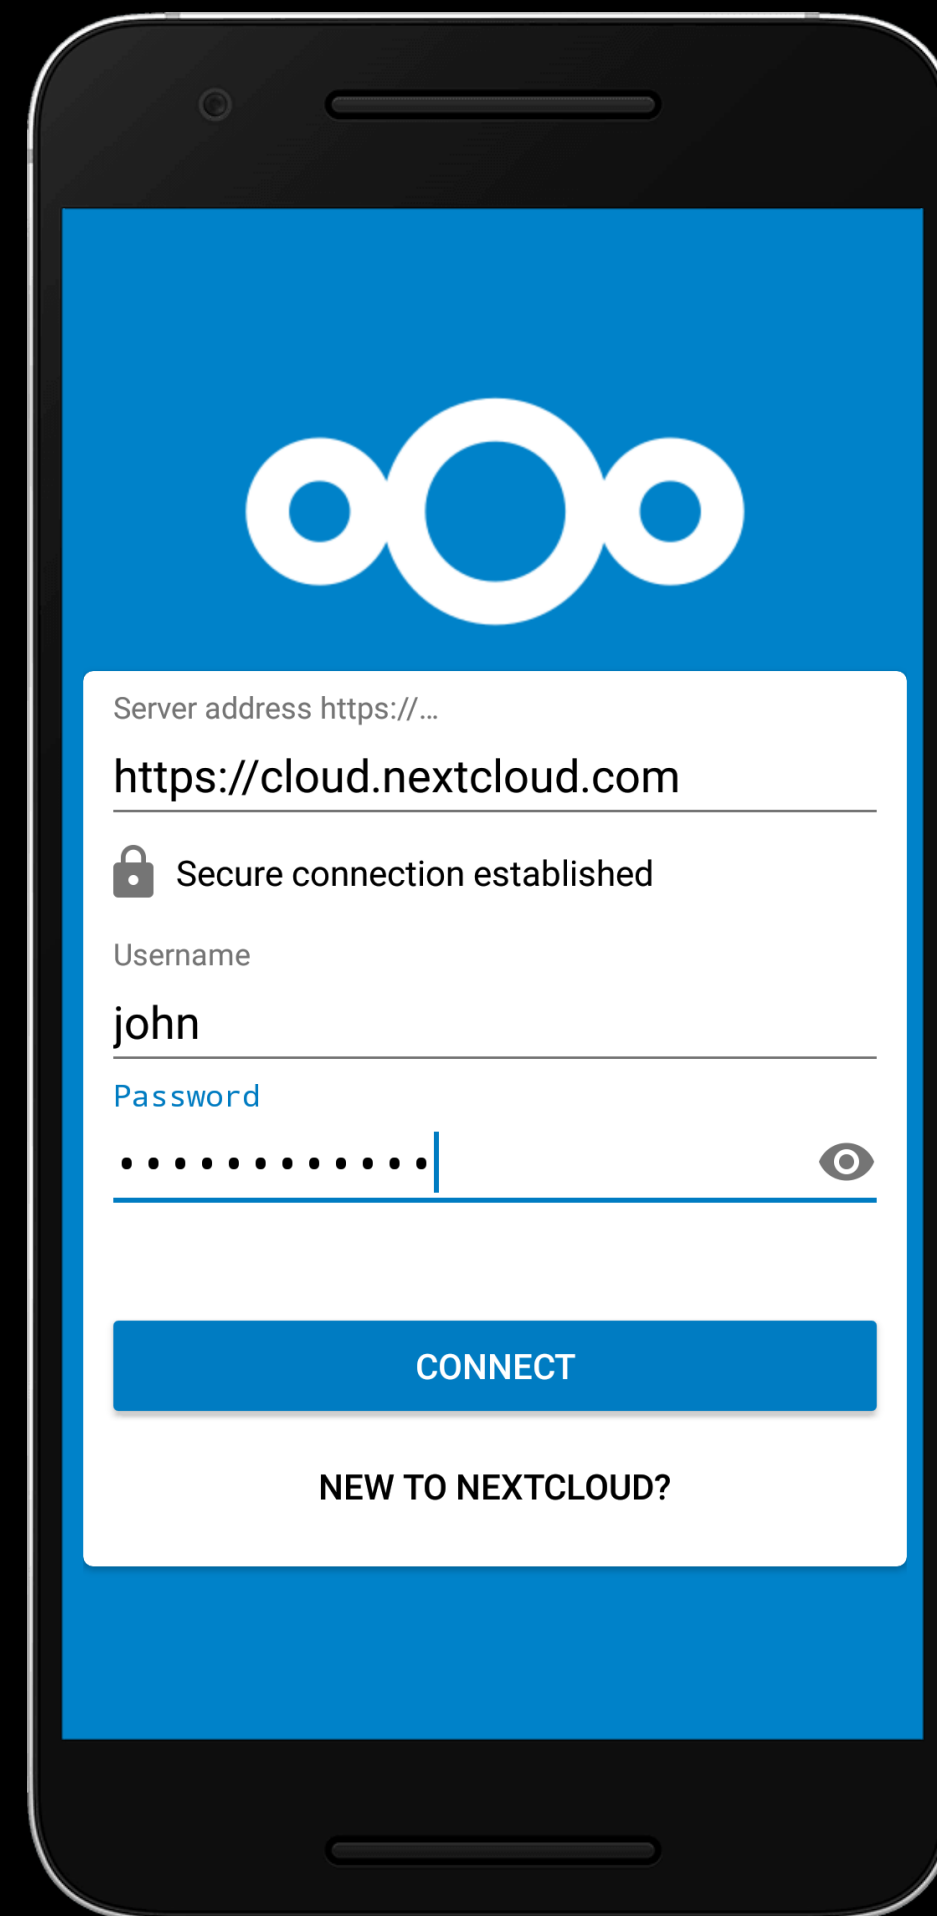 Server address https://...
https://cloud.nextcloud.com
Secure connection established
Username
john
Password
••••••••••••
CONNECT
NEW TO NEXTCLOUD?